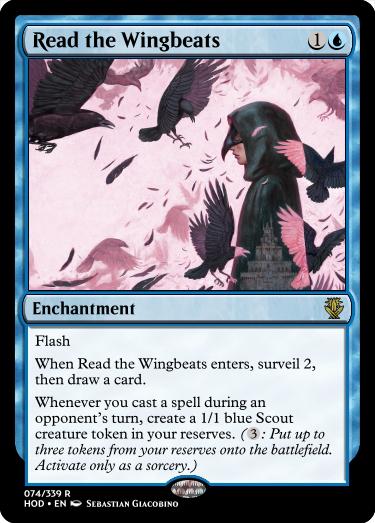 Read the Wingbeats 1
Enchantment
Flash
When Read the Wingbeats enters, surveil 2,
then draw a card.
Whenever you cast a spell during an
opponent's turn, create a 1/1 blue Scout
creature token in your reserves. (3: Put up to
three tokens from your reserves onto the battlefield.
Activate only as a sorcery.)
074/339 R
HOD • EN Sebastian Giacobino